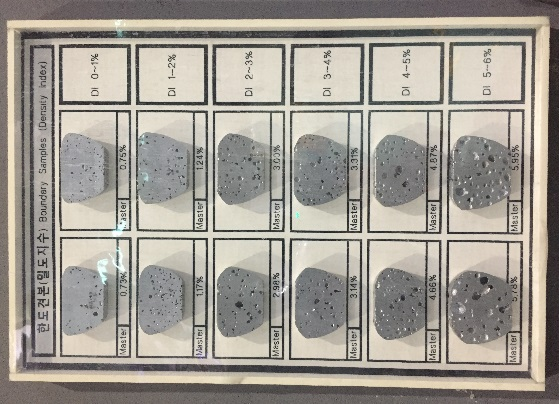 한도견본(밀도지수) Boundary Samples (Density Index)
DI 0~1%
Master 0.73%
Master 0.75%
DI 1~2%
Master 1.17%
Master 1.24%
DI 2~3%
Master 2.98%
Master 3.00%
DI 3~4%
Master 3.14%
Master 3.31%
DI 4~5%
Master 4.66%
Master 4.87%
DI 5~6%
Master 5.78%
Master 5.95%